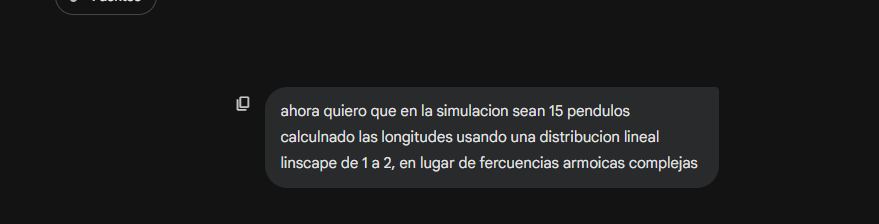 ahora quiero que en la simulacion sean 15 pendulos
calculnado las longitudes usando una distribucion lineal
linscape de 1 a 2, en lugar de fercuencias armoicas complejas